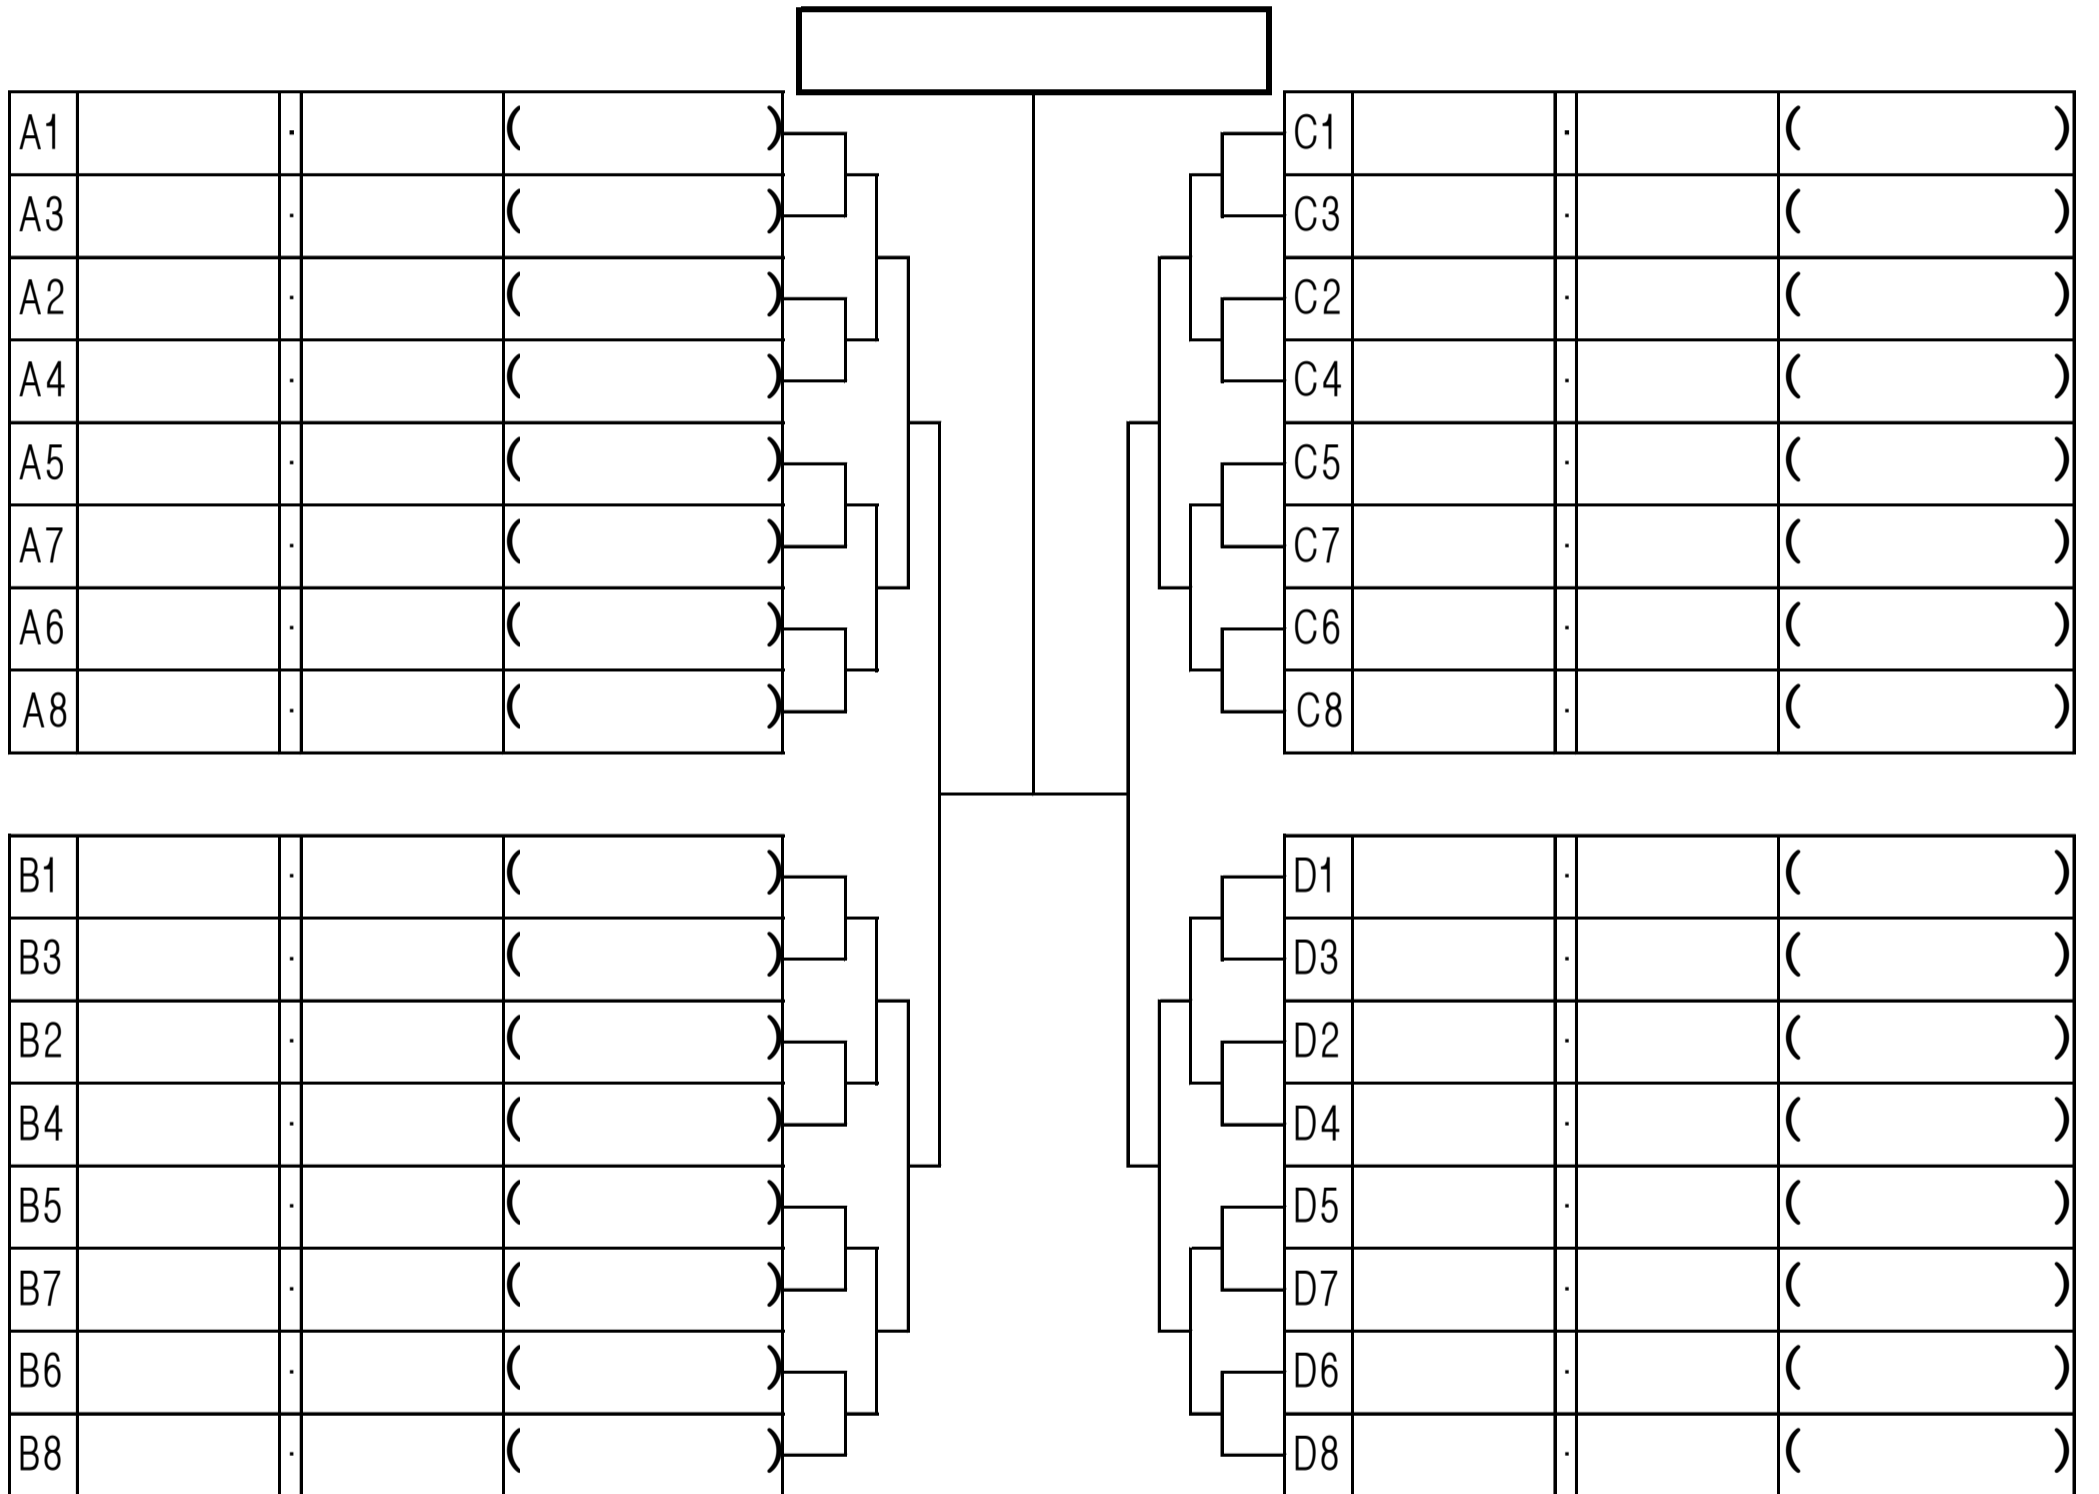 A1 · ( ) C1 · ( )
A3 · ( ) C3 · ( )
A2 · ( ) C2 · ( )
A4 · ( ) C4 · ( )
A5 · ( ) C5 · ( )
A7 · ( ) C7 · ( )
A6 · ( ) C6 · ( )
A8 · ( ) C8 · ( )
B1 · ( ) D1 · ( )
B3 · ( ) D3 · ( )
B2 · ( ) D2 · ( )
B4 · ( ) D4 · ( )
B5 · ( ) D5 · ( )
B7 · ( ) D7 · ( )
B6 · ( ) D6 · ( )
B8 · ( ) D8 · ( )